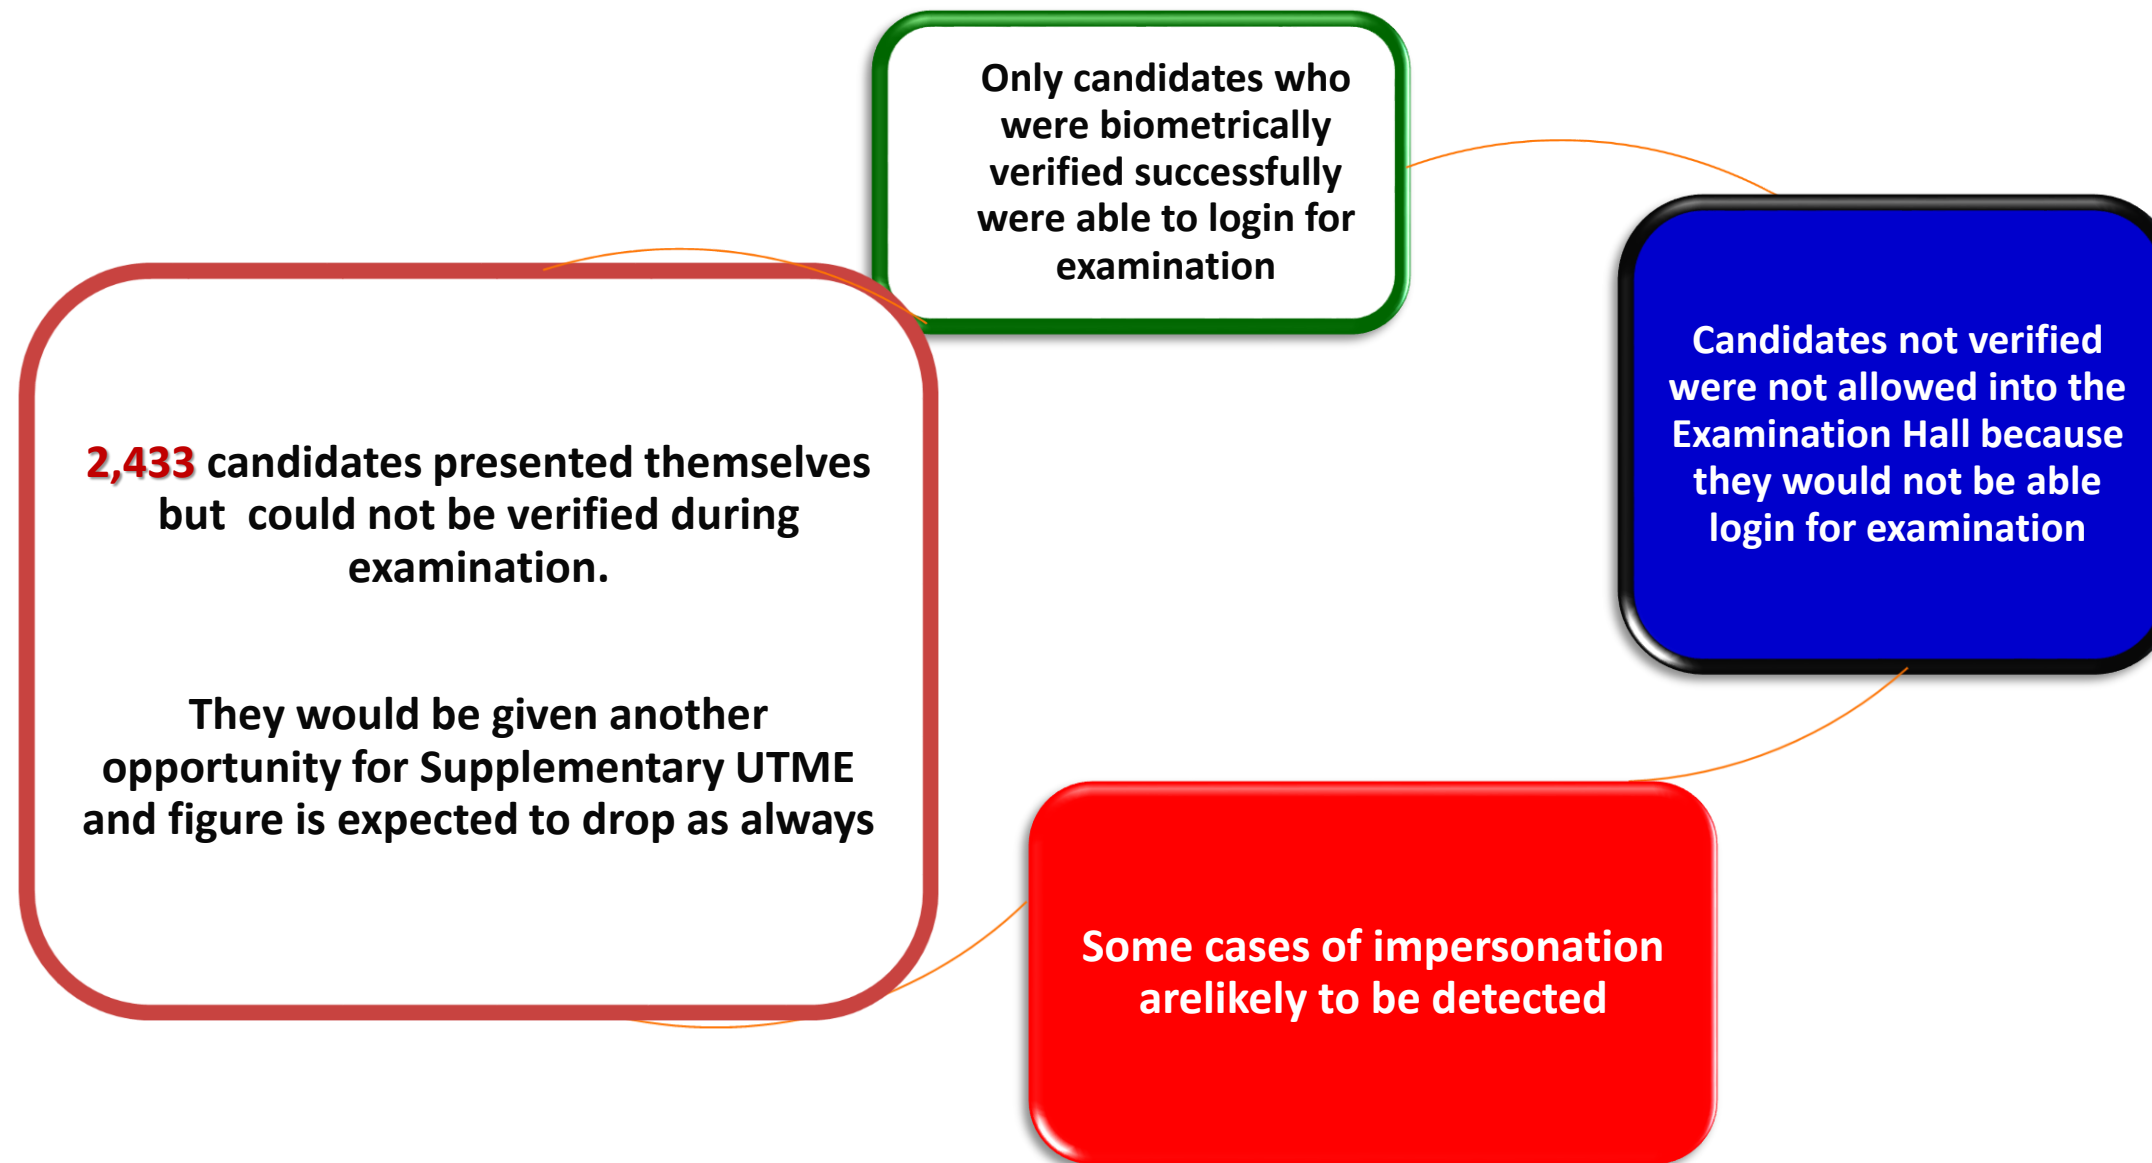 Only candidates who
were biometrically
verified successfully
were able to login for
examination
Candidates not verified
were not allowed into the
Examination Hall because
they would not be able
login for examination
Some cases of impersonation
arelikely to be detected
2,433 candidates presented themselves
but  could not be verified during
examination.
They would be given another
opportunity for Supplementary UTME
and figure is expected to drop as always